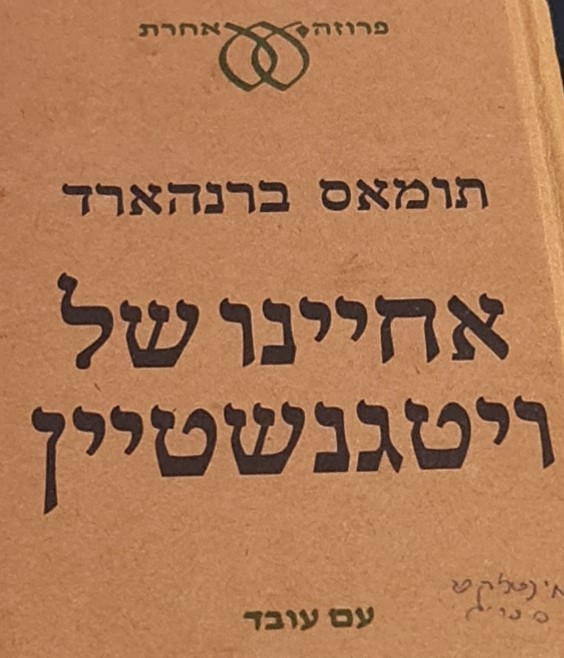 פרוזה אחרת
תומאס ברנהארד
אחיינו של
ויטגנשטיין
עם עובד